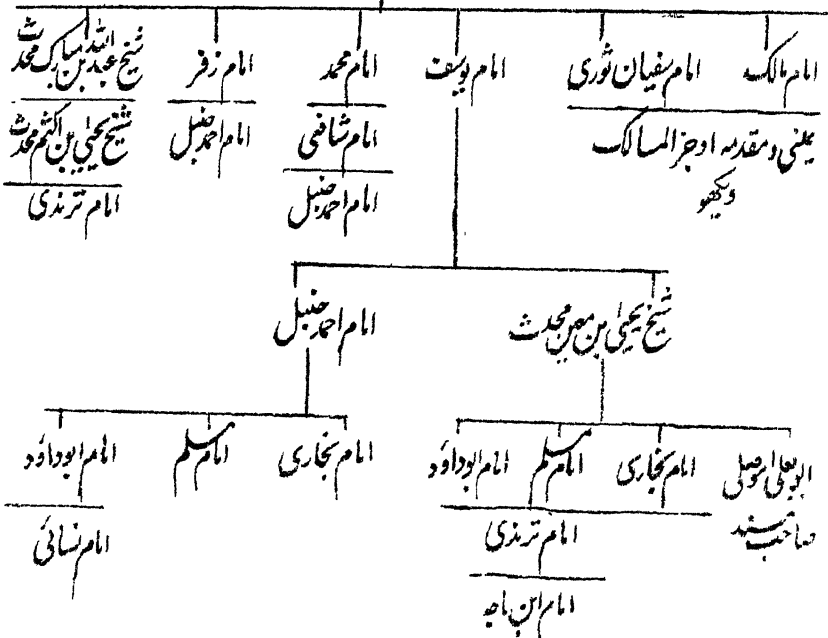 امام مالک امام سفیان ثوری امام یوسف امام محمد امام زفر شیخ عبداللہ بن مبارک محدث
امام شافعی امام احمد حنبل شیخ یحییٰ بن اکثم محدث
و مقدمہ اوجز المسالک
دیکھو
امام احمد حنبل امام ترمذی
شیخ یحییٰ بن معین محدث امام احمد حنبل
ابو یعلیٰ موصلی امام بخاری امام مسلم امام ابوداؤد امام بخاری امام مسلم امام ابوداؤد
صاحب مسند
امام ترمذی امام نسائی
امام ابن ماجہ